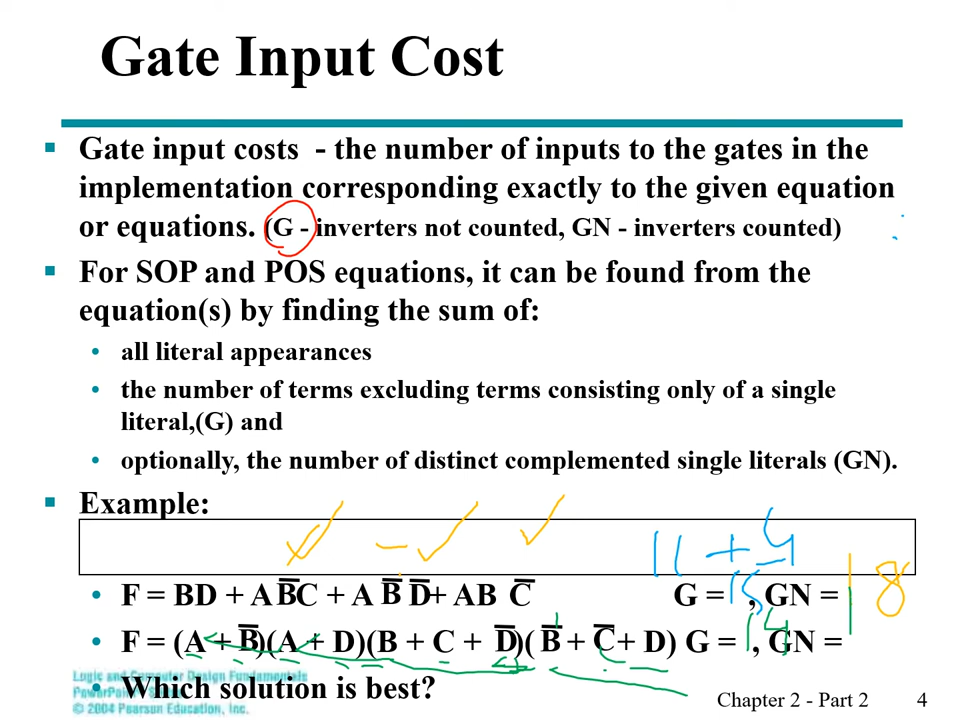 Gate Input Cost
▪ Gate input costs - the number of inputs to the gates in the
implementation corresponding exactly to the given equation
or equations. (G - inverters not counted, GN - inverters counted)
▪ For SOP and POS equations, it can be found from the
equation(s) by finding the sum of:
• all literal appearances
• the number of terms excluding terms consisting only of a single
literal,(G) and
• optionally, the number of distinct complemented single literals (GN).
▪ Example:
11 + 4
• F = BD + A B̅C + A B̅ D̅+ AB C̅ G = 15, GN = 18
• F = (A + B̅)(A + D)(B + C + D̅)( B̅ + C̅ + D) G = 14, GN =
• Which solution is best?
Logic and Computer Design Fundamentals
PowerPoint® Slides
© 2004 Pearson Education, Inc.
Chapter 2 - Part 2 4